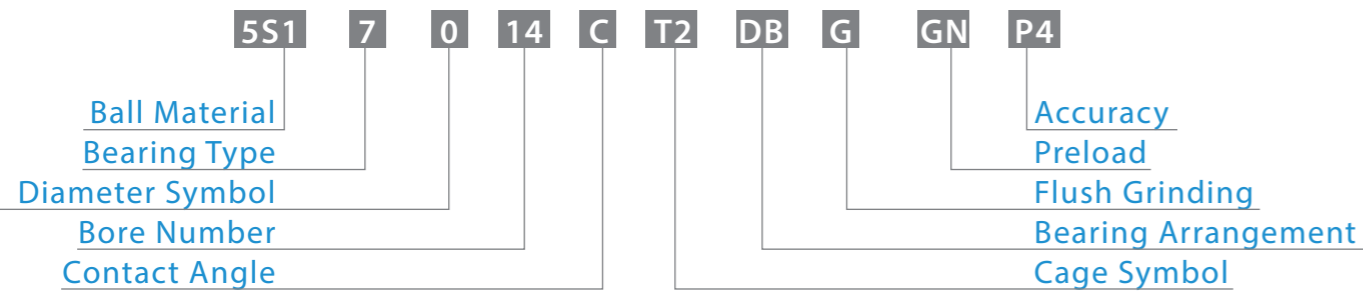 5S1 7 0 14 C T2 DB G GN P4
Ball Material
Bearing Type
Diameter Symbol
Bore Number
Contact Angle
Accuracy
Preload
Flush Grinding
Bearing Arrangement
Cage Symbol